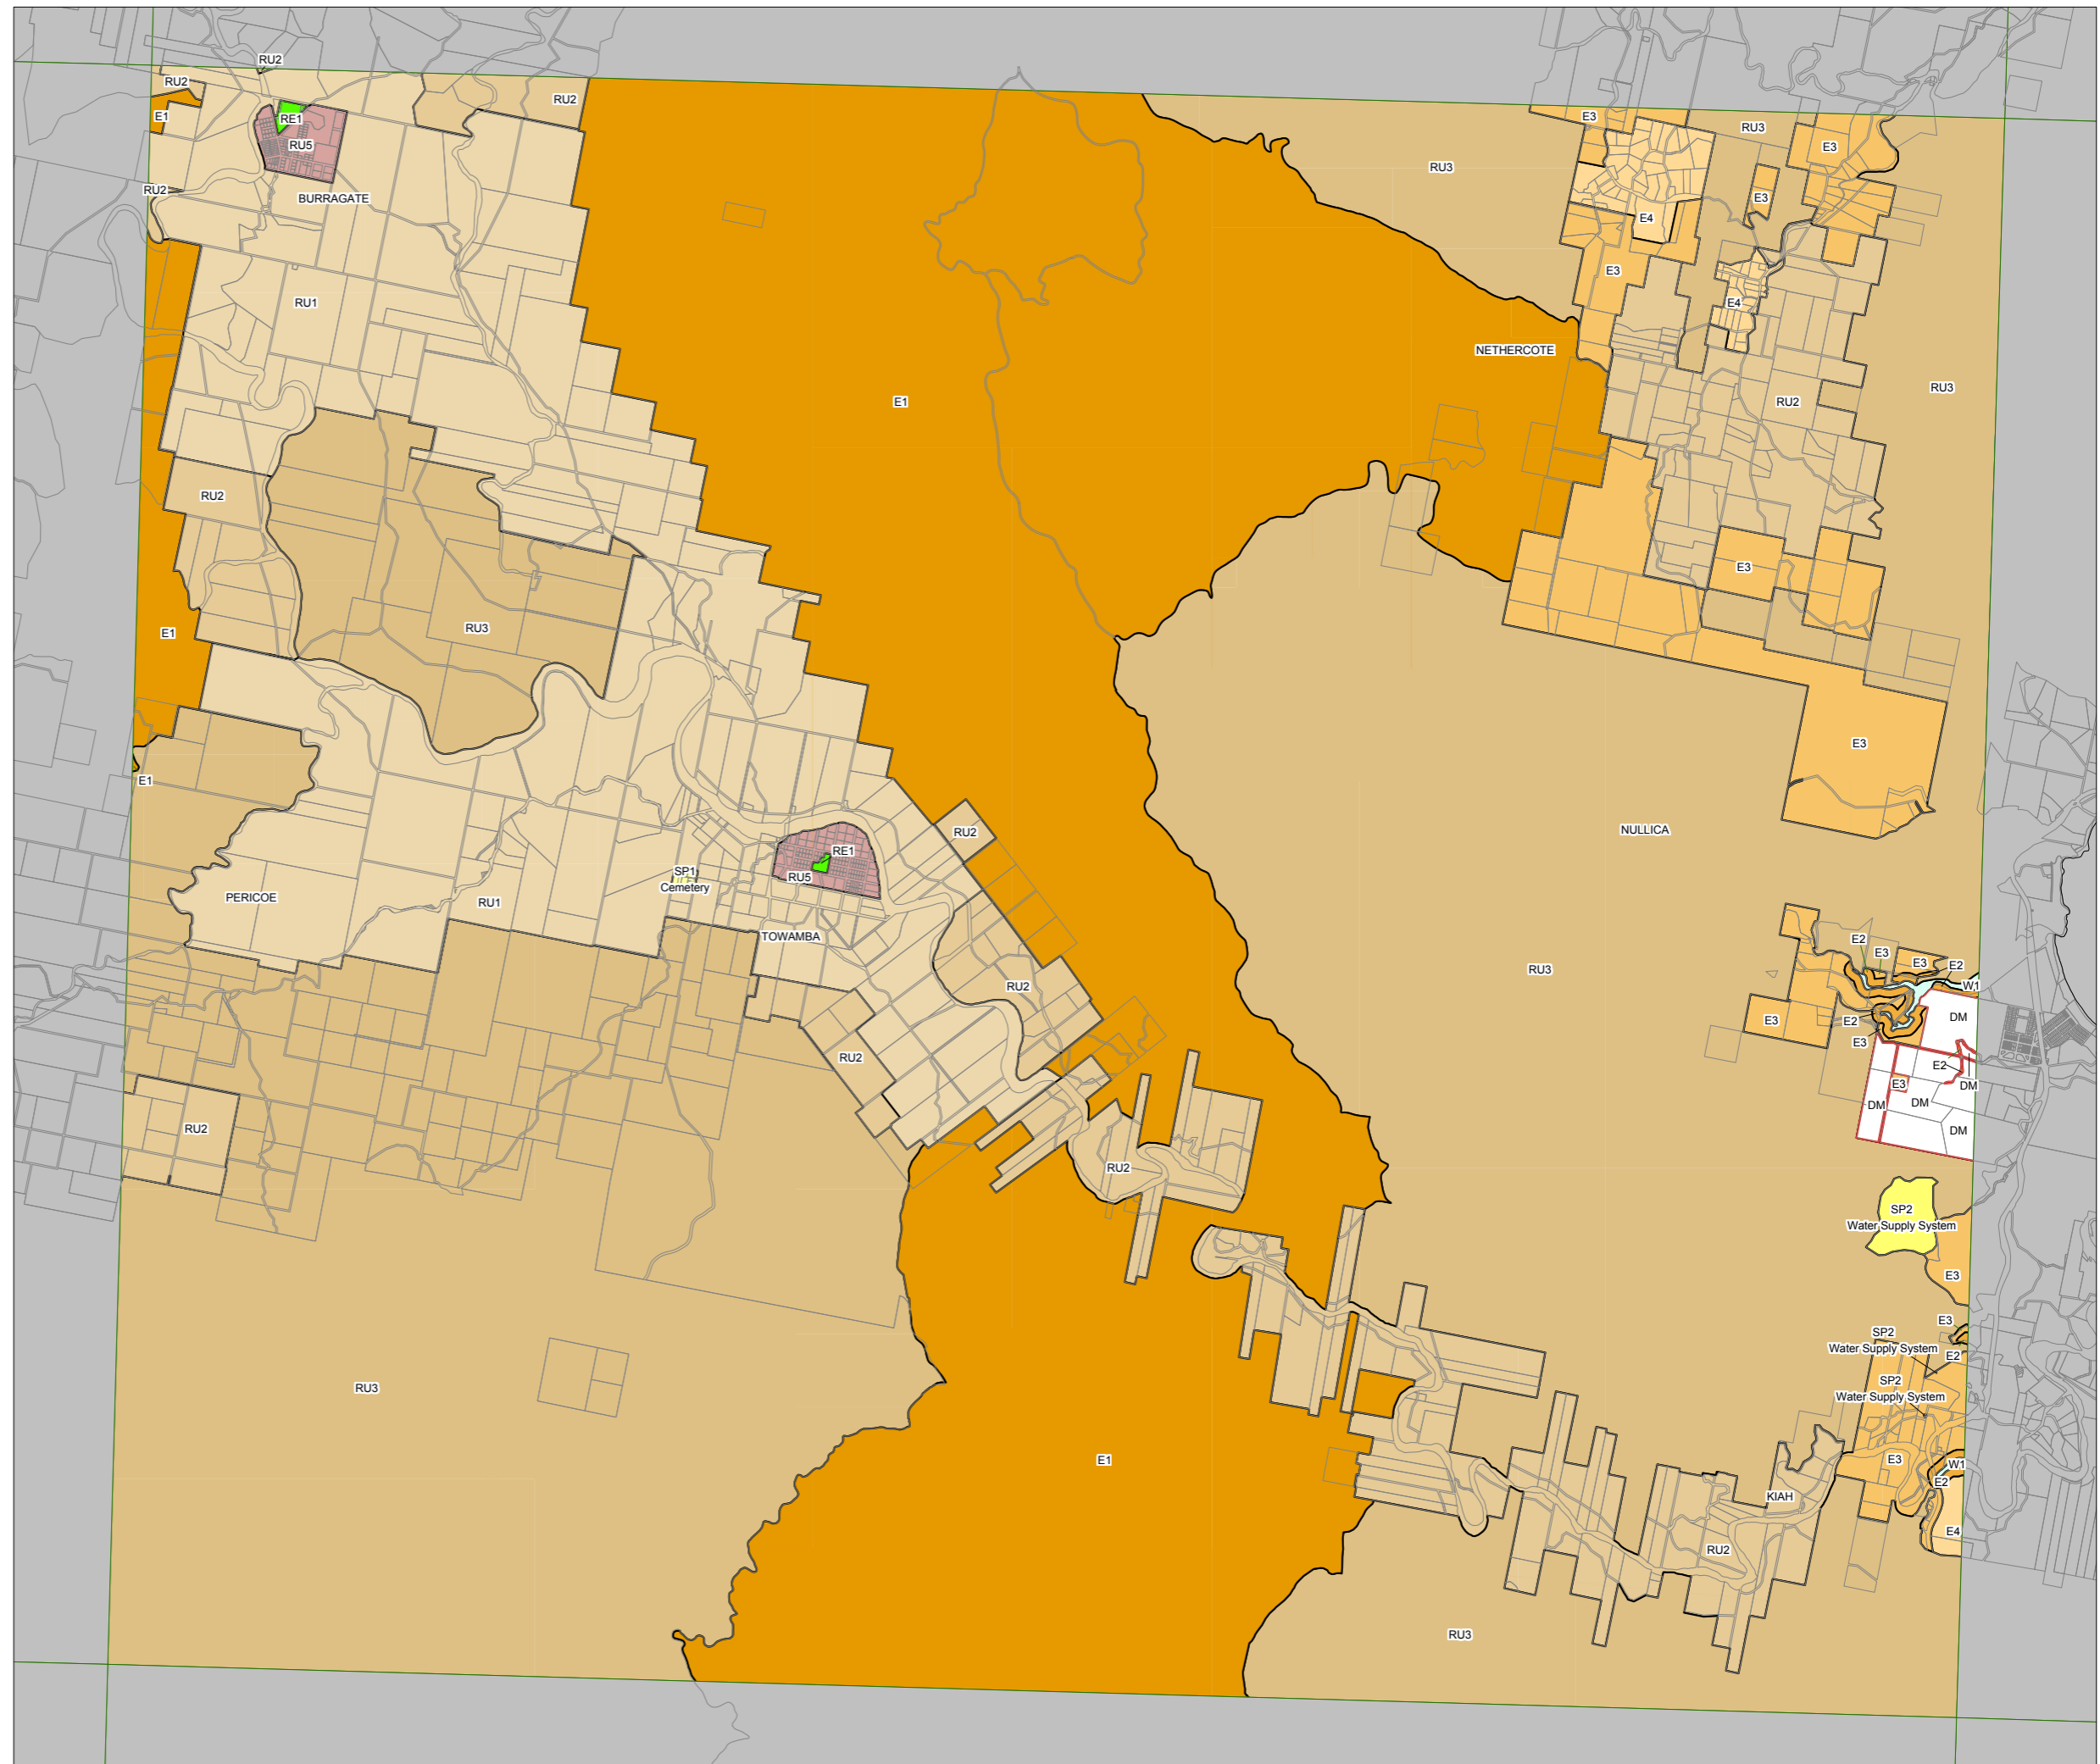 RU2
RU2
RU2
E1
RE1
RU5
RU2
BURRAGATE
RU1
E3
RU3
E3
RU3
E3
E4
E3
E4
NETHERCOTE
RU3
E1
RU2
RU2
E3
E1
RU3
E3
E1
NULLICA
RU2
RE1
SP1
Cemetery
RU5
PERICOE
RU1
TOWAMBA
E2
E3
E3
E2
RU3
W1
RU2
DM
E3
E2
E3
RU2
E2
E3
DM
DM
DM
RU2
DM
RU2
SP2
Water Supply System
E3
E3
SP2
Water Supply System
E2
SP2
Water Supply System
RU3
E1
E3
W1
E2
KIAH
E4
RU2
RU3